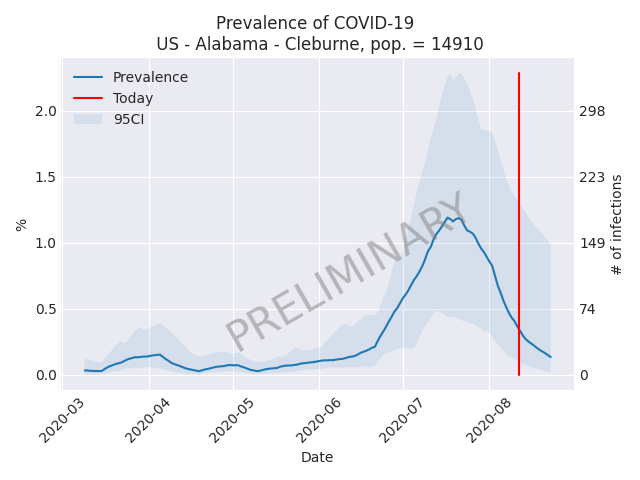 Prevalence of COVID-19
US - Alabama - Cleburne, pop. = 14910
Prevalence
Today
95CI
PRELIMINARY
%
2.0
1.5
1.0
0.5
0.0
298
223
149
74
0
# of infections
2020-03
2020-04
2020-05
2020-06
2020-07
2020-08
Date